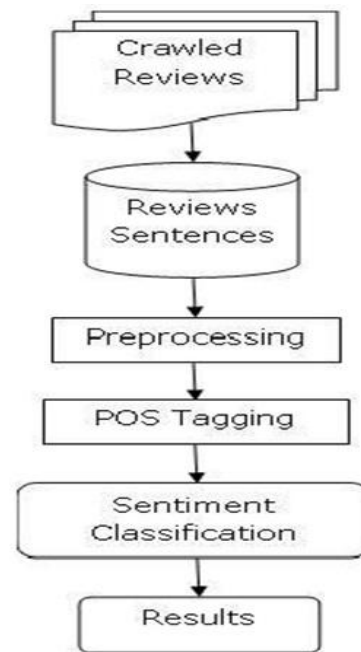 Crawled
Reviews
Reviews
Sentences
Preprocessing
POS Tagging
Sentiment
Classification
Results